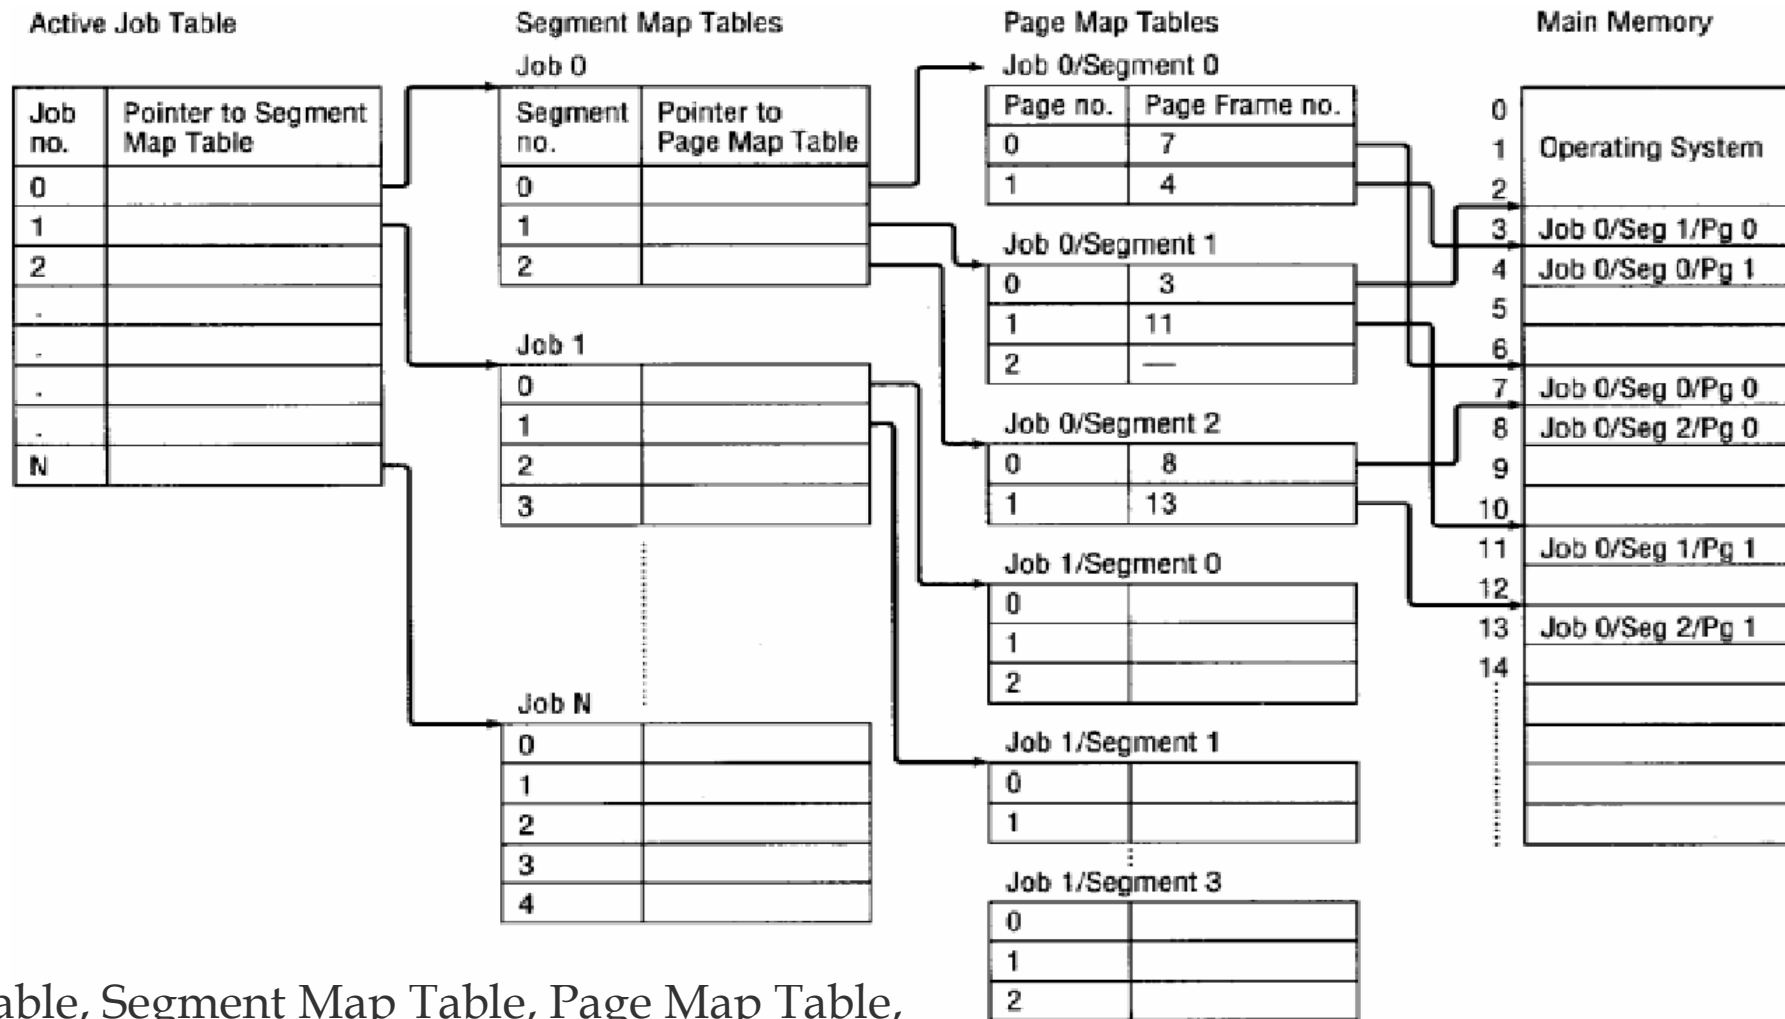 Active Job Table
Job no. Pointer to Segment Map Table
0
1
2
.
.
.
.
N
Segment Map Tables
Job 0
Segment no. Pointer to Page Map Table
0
1
2
Job 1
0
1
2
3
Job N
0
1
2
3
4
Page Map Tables
Job 0/Segment 0
Page no. Page Frame no.
0 7
1 4
Job 0/Segment 1
0 3
1 11
2 —
Job 0/Segment 2
0 8
1 13
Job 1/Segment 0
0
1
2
Job 1/Segment 1
0
1
Job 1/Segment 3
0
1
2
Main Memory
0
1 Operating System
2
3 Job 0/Seg 1/Pg 0
4 Job 0/Seg 0/Pg 1
5
6
7 Job 0/Seg 0/Pg 0
8 Job 0/Seg 2/Pg 0
9
10
11 Job 0/Seg 1/Pg 1
12
13 Job 0/Seg 2/Pg 1
14
Segment Map Table, Page Map Table,